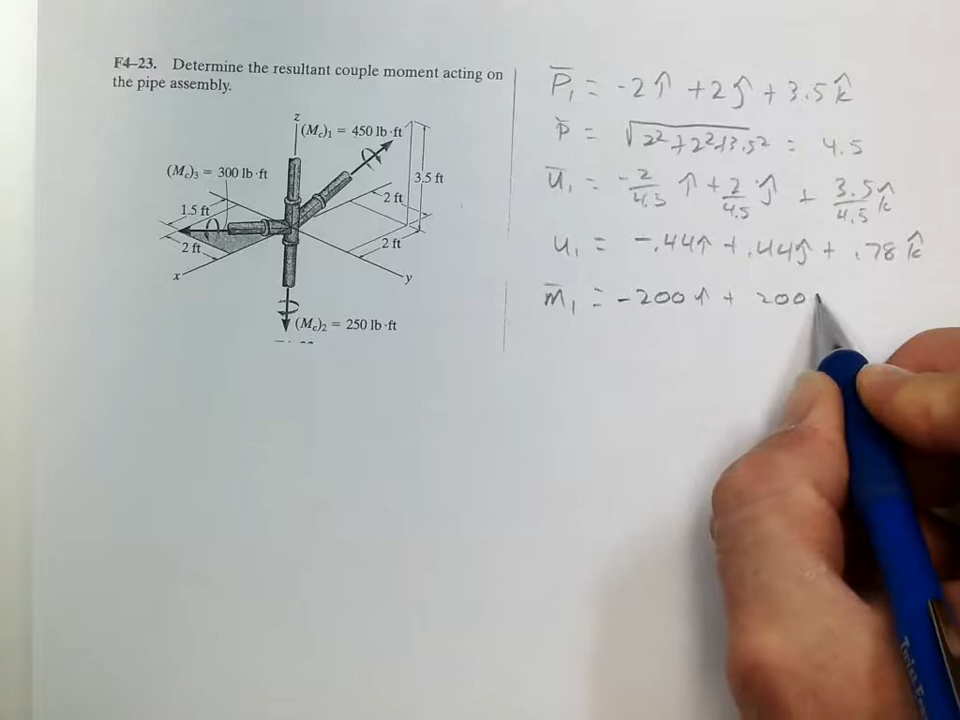 F4–23. Determine the resultant couple moment acting on
the pipe assembly.
z
(Mc)1 = 450 lb·ft
(Mc)3 = 300 lb·ft
3.5 ft
2 ft
1.5 ft
2 ft
2 ft
x
y
(Mc)2 = 250 lb·ft
P̄1 = -2î + 2ĵ + 3.5k̂
P̄ = √2² + 2² + 3.5² = 4.5
ū1 = -2/4.5 î + 2/4.5 ĵ + 3.5/4.5 k̂
u1 = -.44î + .44ĵ + .78k̂
m̄1 = -200î + 200